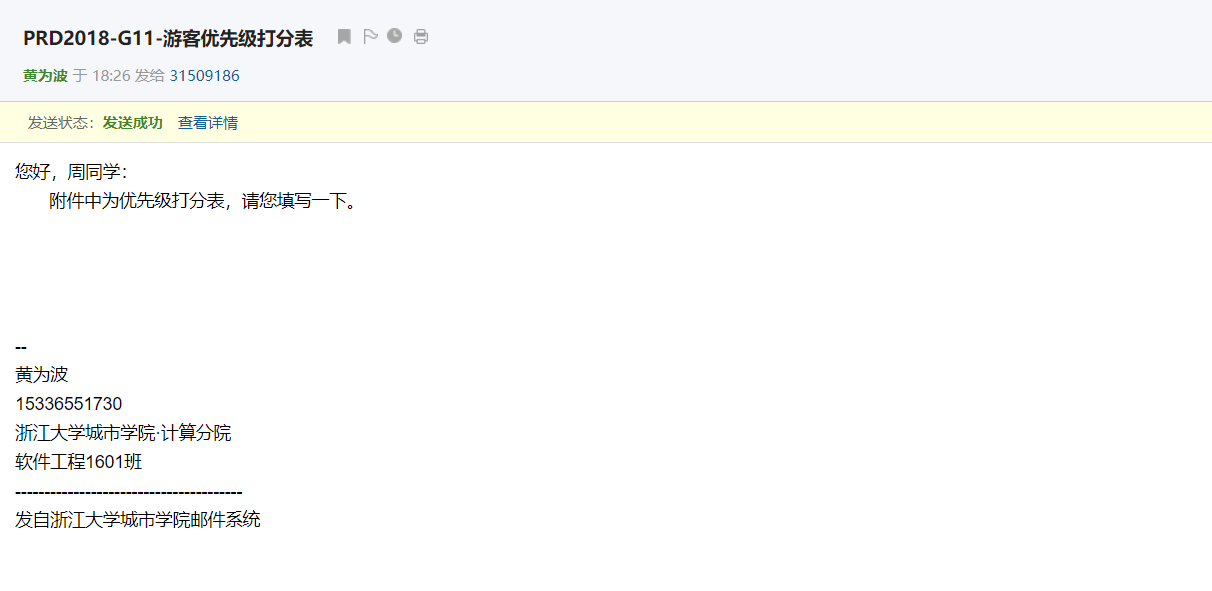 PRD2018-G11-游客优先级打分表
黄为波 于 18:26 发给 31509186
发送状态：发送成功 查看详情
您好，周同学：
附件中为优先级打分表，请您填写一下。
--
黄为波
15336551730
浙江大学城市学院·计算分院
软件工程1601班
---------------------------------------
发自浙江大学城市学院邮件系统